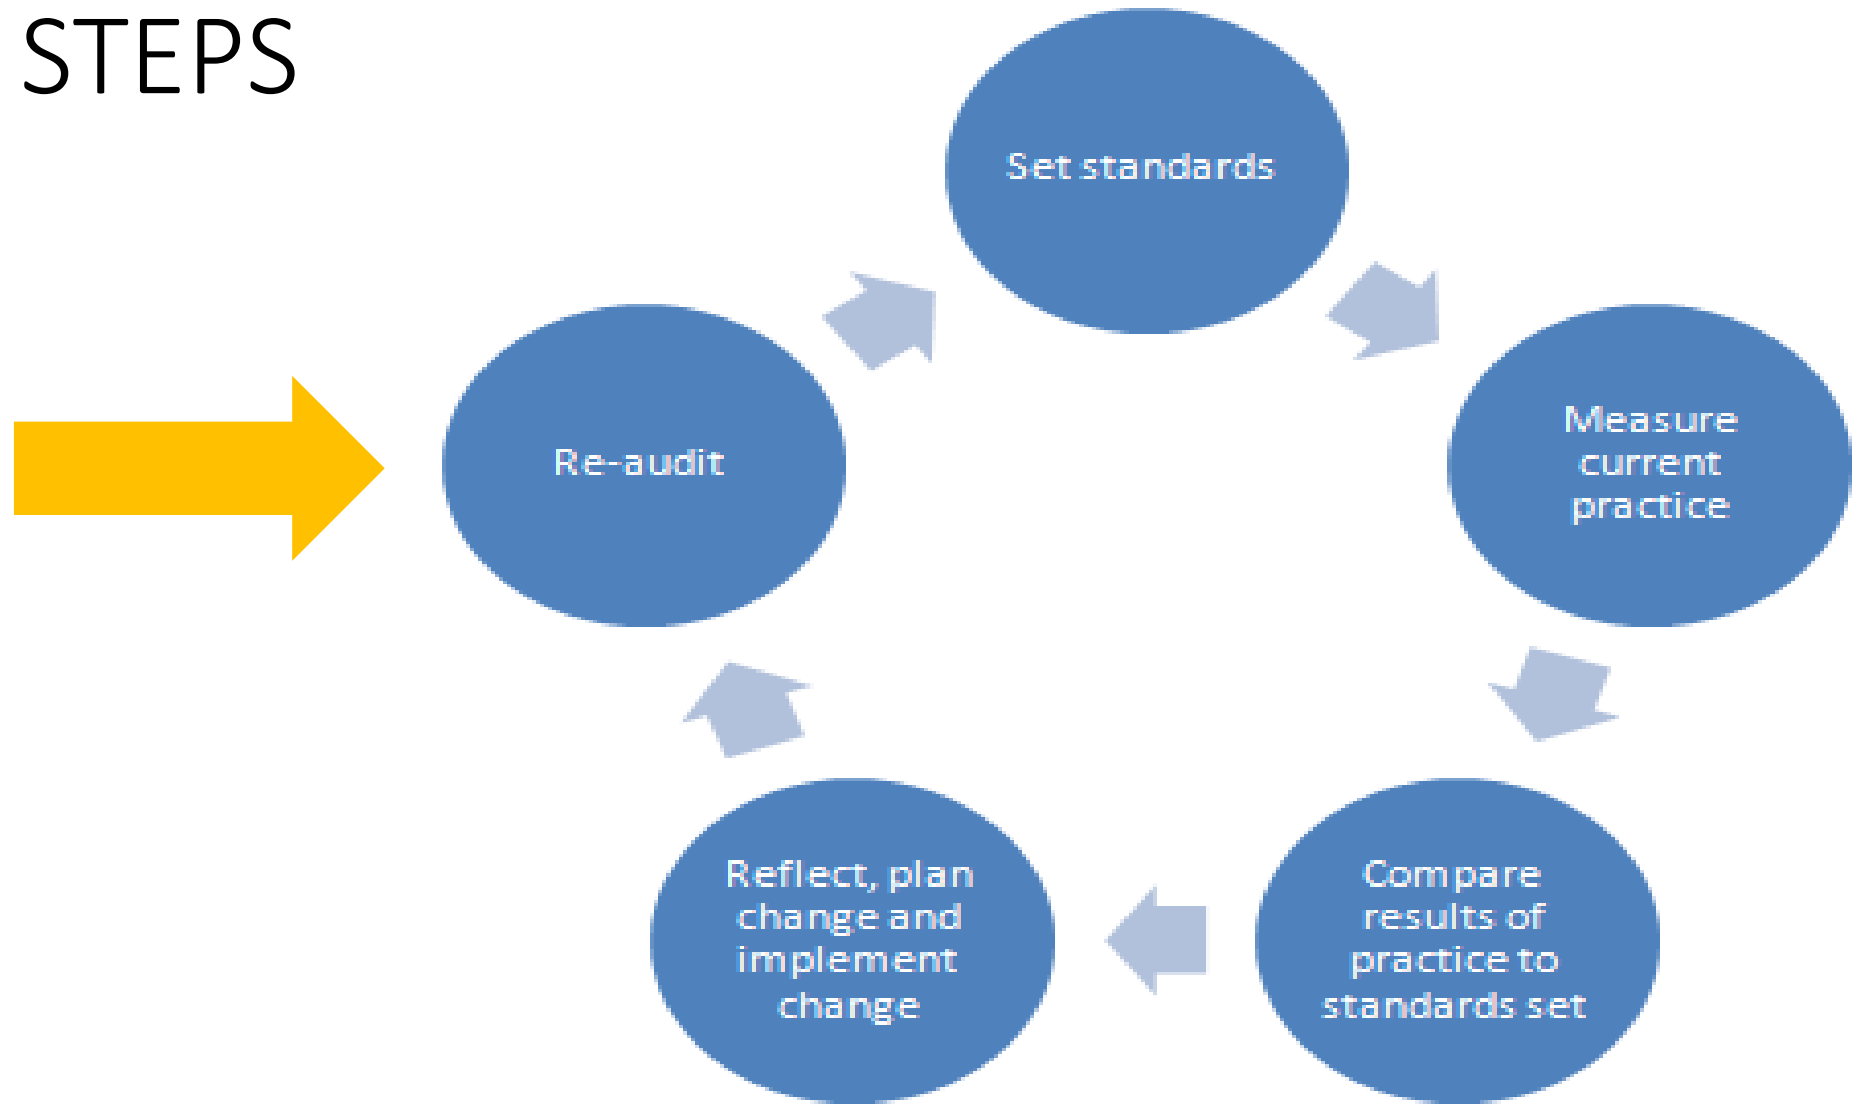 STEPS
Set standards
Measure
current
practice
Compare
results of
practice to
standards set
Reflect, plan
change and
implement
change
Re-audit